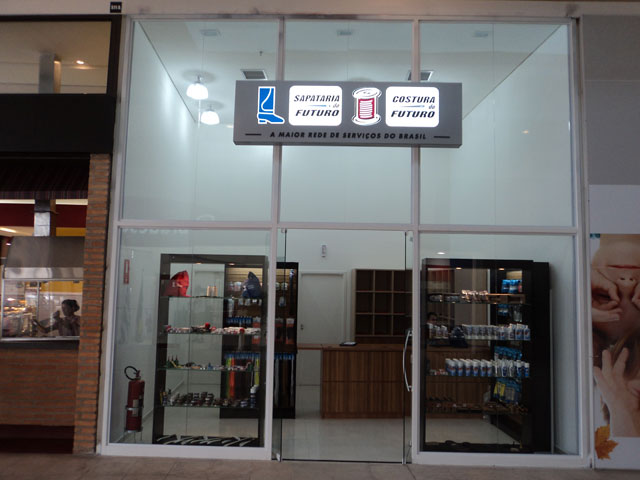 SAPATARIA
do
FUTURO
COSTURA
do
FUTURO
A MAIOR REDE DE SERVIÇOS DO BRASIL